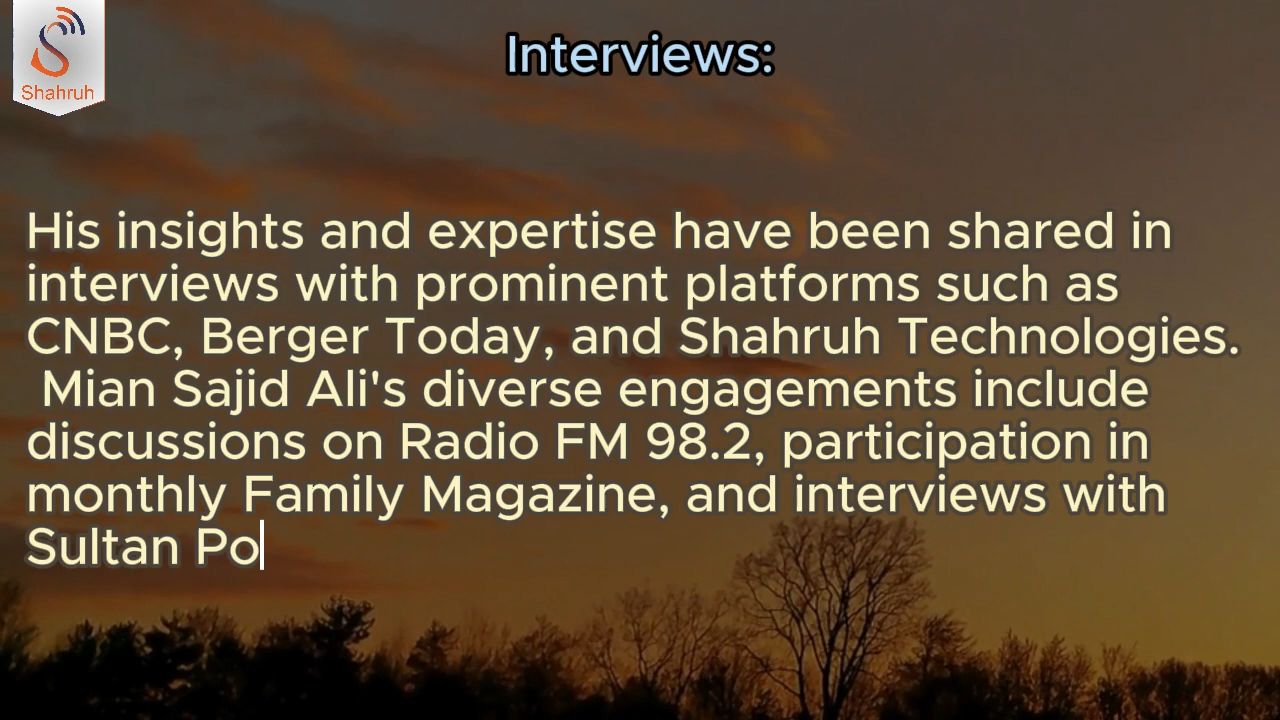 Shahruh
Interviews:
His insights and expertise have been shared in
interviews with prominent platforms such as
CNBC, Berger Today, and Shahruh Technologies.
Mian Sajid Ali's diverse engagements include
discussions on Radio FM 98.2, participation in
monthly Family Magazine, and interviews with
Sultan Po